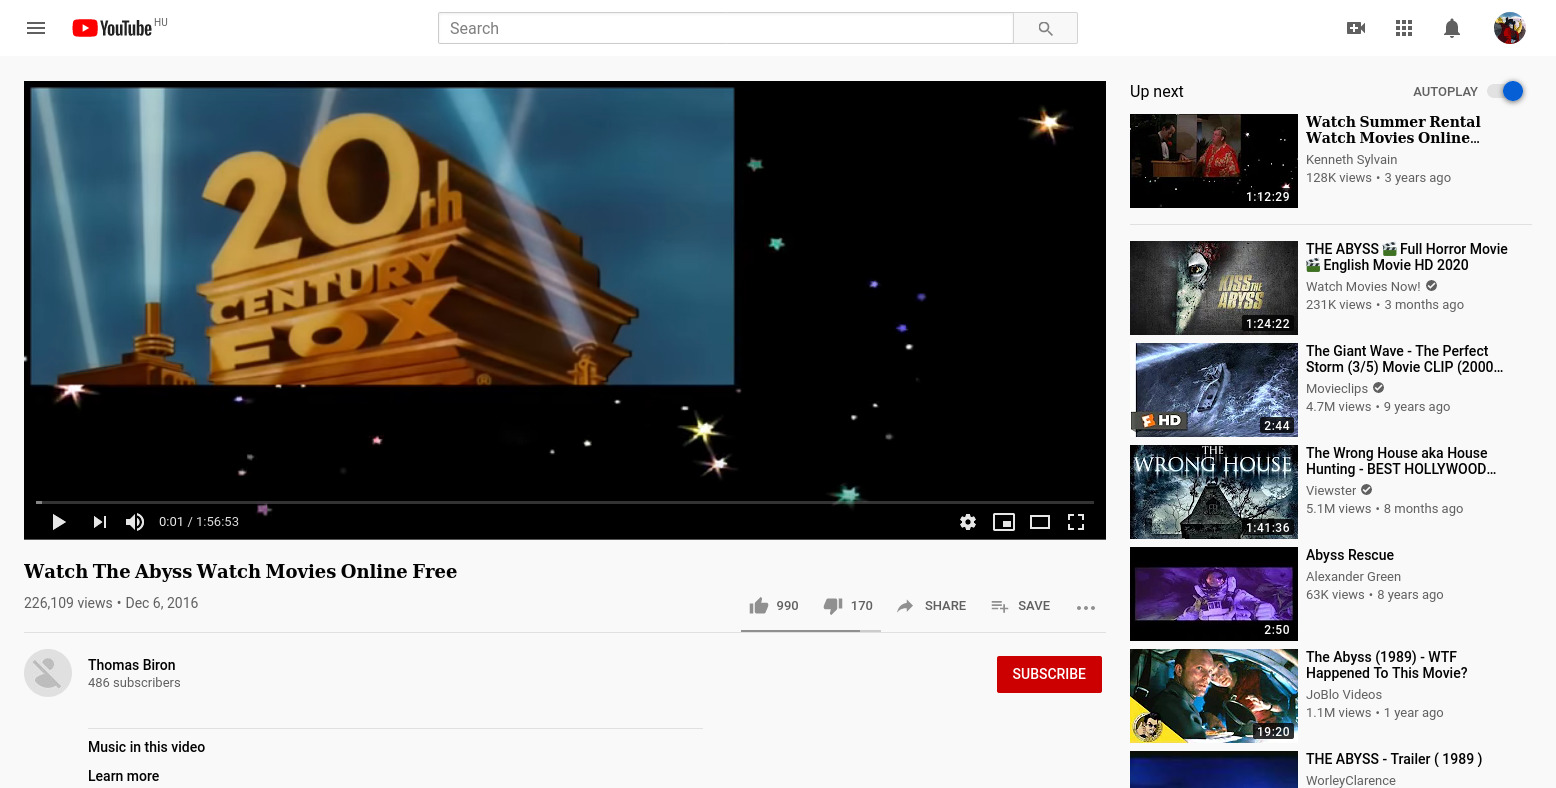 YouTube HU
Search
20th
CENTURY
FOX
0:01 / 1:56:53
Watch The Abyss Watch Movies Online Free
226,109 views • Dec 6, 2016
990
170
SHARE
SAVE
Thomas Biron
486 subscribers
SUBSCRIBE
Music in this video
Learn more
Up next
AUTOPLAY
1:12:29
Watch Summer Rental
Watch Movies Online...
Kenneth Sylvain
128K views • 3 years ago
KISS THE
ABYSS
1:24:22
THE ABYSS 🎬 Full Horror Movie
🎬 English Movie HD 2020
Watch Movies Now!
231K views • 3 months ago
HD
2:44
The Giant Wave - The Perfect
Storm (3/5) Movie CLIP (2000...
Movieclips
4.7M views • 9 years ago
THE
WRONG HOUSE
1:41:36
The Wrong House aka House
Hunting - BEST HOLLYWOOD...
Viewster
5.1M views • 8 months ago
2:50
Abyss Rescue
Alexander Green
63K views • 8 years ago
19:20
The Abyss (1989) - WTF
Happened To This Movie?
JoBlo Videos
1.1M views • 1 year ago
THE ABYSS - Trailer ( 1989 )
WorleyClarence